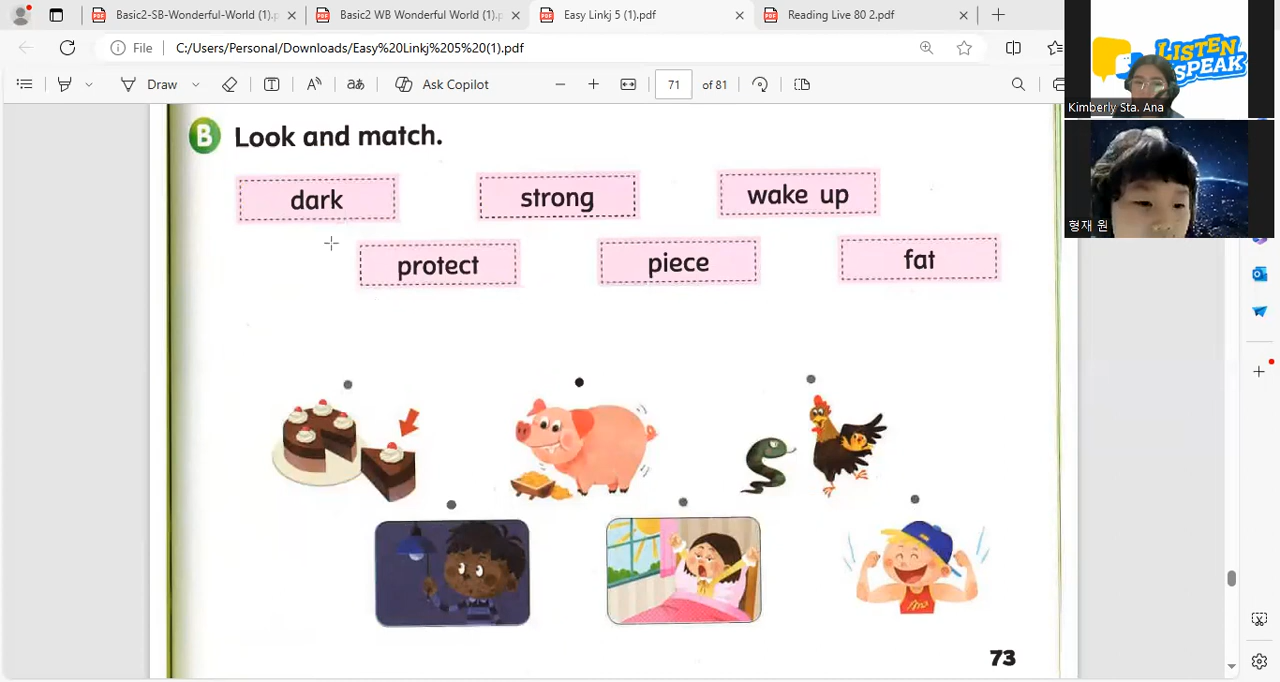 Basic2-SB-Wonderful-World (1).p
Basic2 WB Wonderful World (1).p
Easy Linkj 5 (1).pdf
Reading Live 80 2.pdf
File
C:/Users/Personal/Downloads/Easy%20Linkj%205%20(1).pdf
Draw
Ask Copilot
71 of 81
LISTEN
SPEAK
Kimberly Sta. Ana
형재 원
B Look and match.
dark
strong
wake up
protect
piece
fat
73